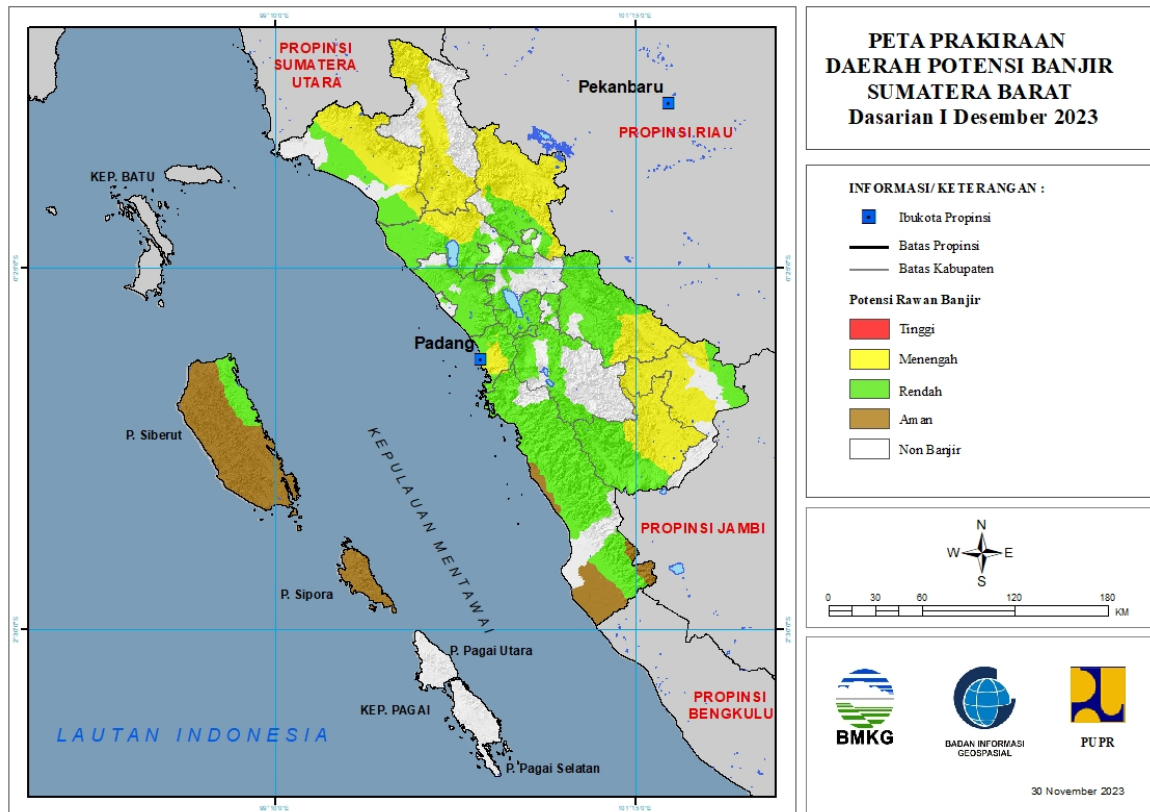 PETA PRAKIRAAN
DAERAH POTENSI BANJIR
SUMATERA BARAT
Dasarian I Desember 2023
PROPINSI
SUMATERA
UTARA
Pekanbaru
PROPINSI RIAU
KEP. BATU
Padang
P. Siberut
KEPULAUAN MENTAWAI
PROPINSI JAMBI
P. Sipora
P. Pagai Utara
KEP. PAGAI
PROPINSI
BENGKULU
LAUTAN INDONESIA
P. Pagai Selatan
INFORMASI/ KETERANGAN :
Ibukota Propinsi
Batas Propinsi
Batas Kabupaten
Potensi Rawan Banjir
Tinggi
Menengah
Rendah
Aman
Non Banjir
N
W E
S
0 15 30 60 90 120 180
KM
BMKG
BADAN INFORMASI
GEOSPASIAL
PUPR
30 November 2023